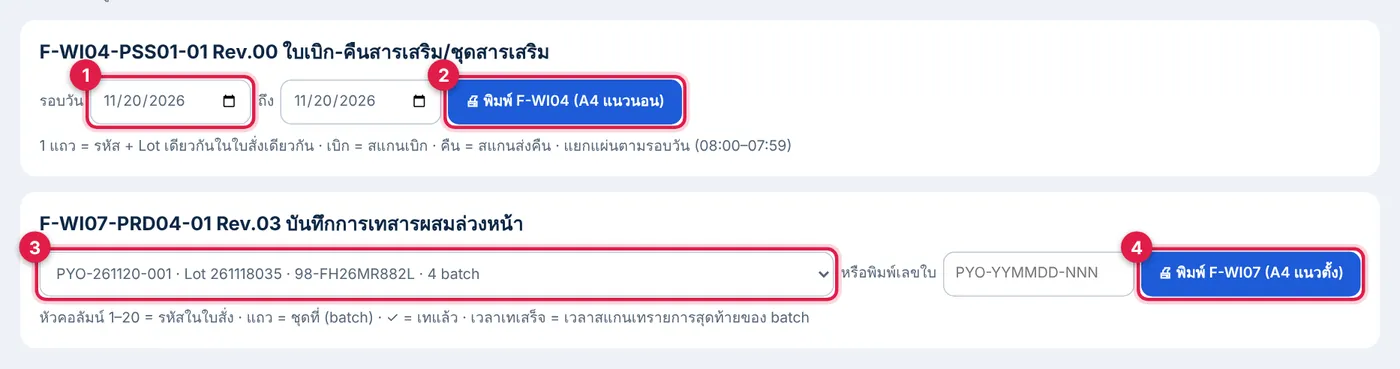 F-WI04-PSS01-01 Rev.00 ใบเบิก-คืนสารเสริม/ชุดสารเสริม
1
2
รอบวัน 11/20/2026 ถึง 11/20/2026 พิมพ์ F-WI04 (A4 แนวนอน)
1 แถว = รหัส + Lot เดียวกันในใบสั่งเดียวกัน · เบิก = สแกนเบิก · คืน = สแกนส่งคืน · แยกแผ่นตามรอบวัน (08:00–07:59)
F-WI07-PRD04-01 Rev.03 บันทึกการเทสารผสมล่วงหน้า
3
4
PYO-261120-001 · Lot 261118035 · 98-FH26MR882L · 4 batch หรือพิมพ์เลขใบ PYO-YYMMDD-NNN พิมพ์ F-WI07 (A4 แนวตั้ง)
หัวคอลัมน์ 1–20 = รหัสในใบสั่ง · แถว = ชุดที่ (batch) · ✓ = เทแล้ว · เวลาเทเสร็จ = เวลาสแกนเทรายการสุดท้ายของ batch